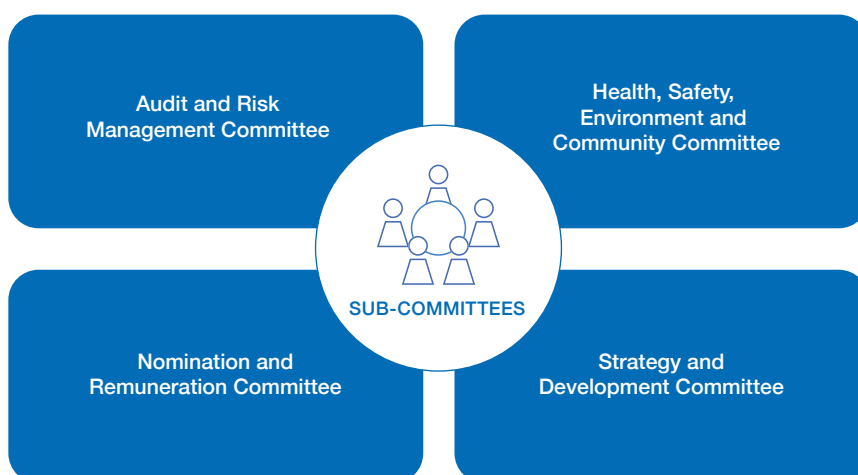 Audit and Risk
Management Committee
Health, Safety,
Environment and
Community Committee
SUB-COMMITTEES
Nomination and
Remuneration Committee
Strategy and
Development Committee